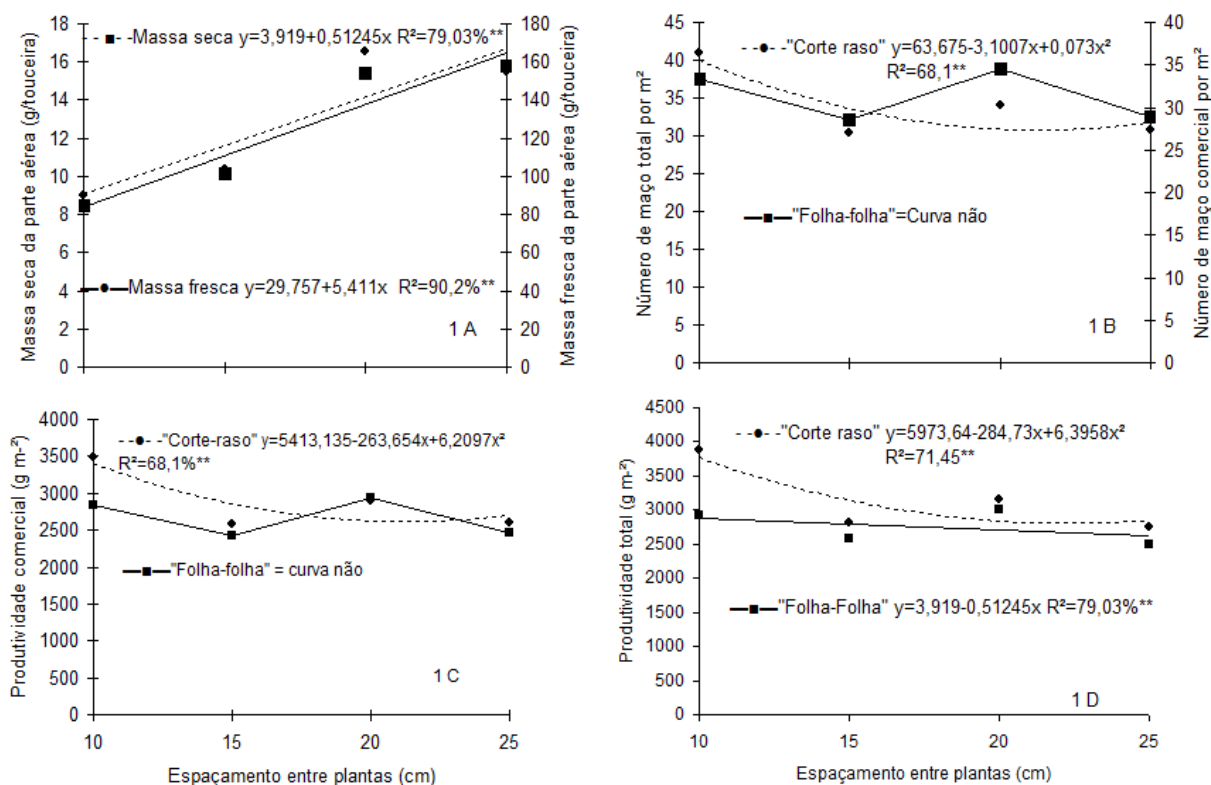 18
16
14
12
10
8
6
4
2
0
Massa seca da parte aérea (g/touceira)
Massa seca y=3,919+0,51245x R²=79,03%**
Massa fresca y=29,757+5,411x R²=90,2%**
1 A
180
160
140
120
100
80
60
40
20
0
Massa fresca da parte aérea (g/touceira)
50
45
40
35
30
25
20
15
10
5
0
Número de maço total por m²
"Corte raso" y=63,675-3,1007x+0,073x²
R²=68,1**
"Folha-folha"=Curva não
1 B
40
35
30
25
20
15
10
5
0
Número de maço comercial por m²
4000
3500
3000
2500
2000
1500
1000
500
0
Produtividade comercial (g m-²)
"Corte-raso" y=5413,135-263,654x+6,2097x²
R²=68,1%**
"Folha-folha" = curva não
1 C
10
15
20
25
Espaçamento entre plantas (cm)
4500
4000
3500
3000
2500
2000
1500
1000
500
0
Produtividade total (g m-²)
"Corte raso" y=5973,64-284,73x+6,3958x²
R²=71,45**
"Folha-Folha" y=3,919-0,51245x R²=79,03%**
1 D
10
15
20
25
Espaçamento entre plantas (cm)